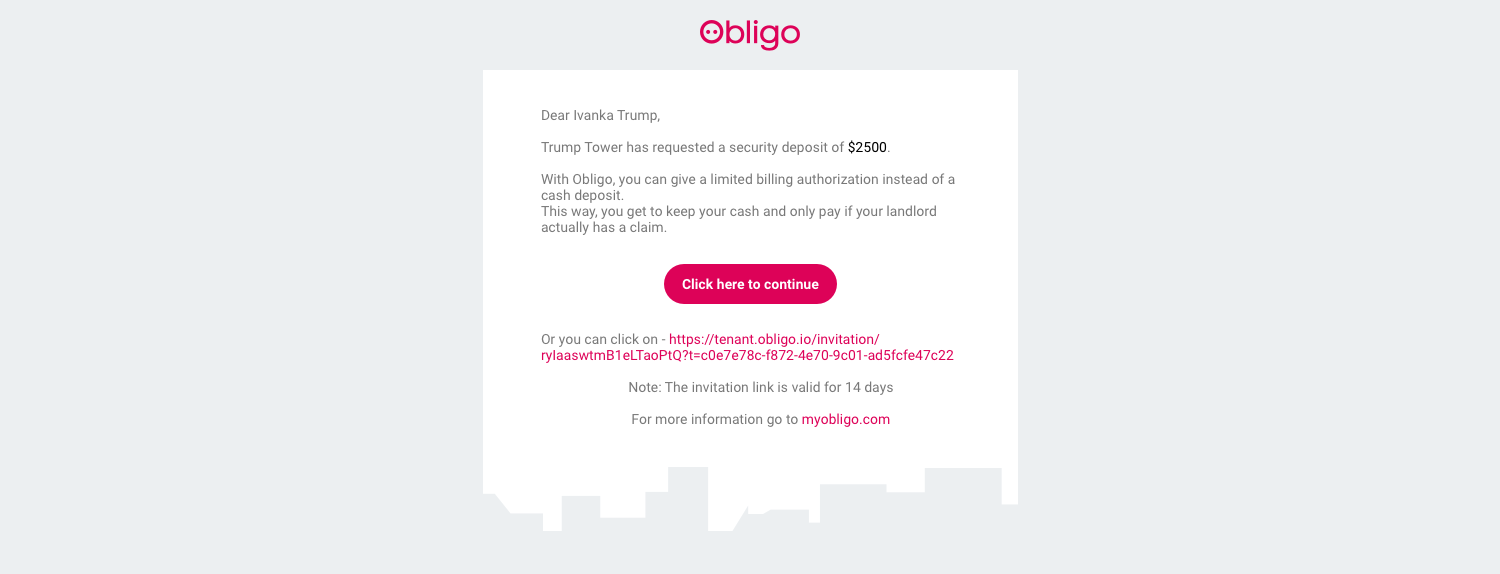 Obligo
Dear Ivanka Trump,
Trump Tower has requested a security deposit of $2500.
With Obligo, you can give a limited billing authorization instead of a
cash deposit.
This way, you get to keep your cash and only pay if your landlord
actually has a claim.
Click here to continue
Or you can click on - https://tenant.obligo.io/invitation/
ryIaaswtmB1eLTaoPtQ?t=c0e7e78c-f872-4e70-9c01-ad5fcfe47c22
Note: The invitation link is valid for 14 days
For more information go to myobligo.com